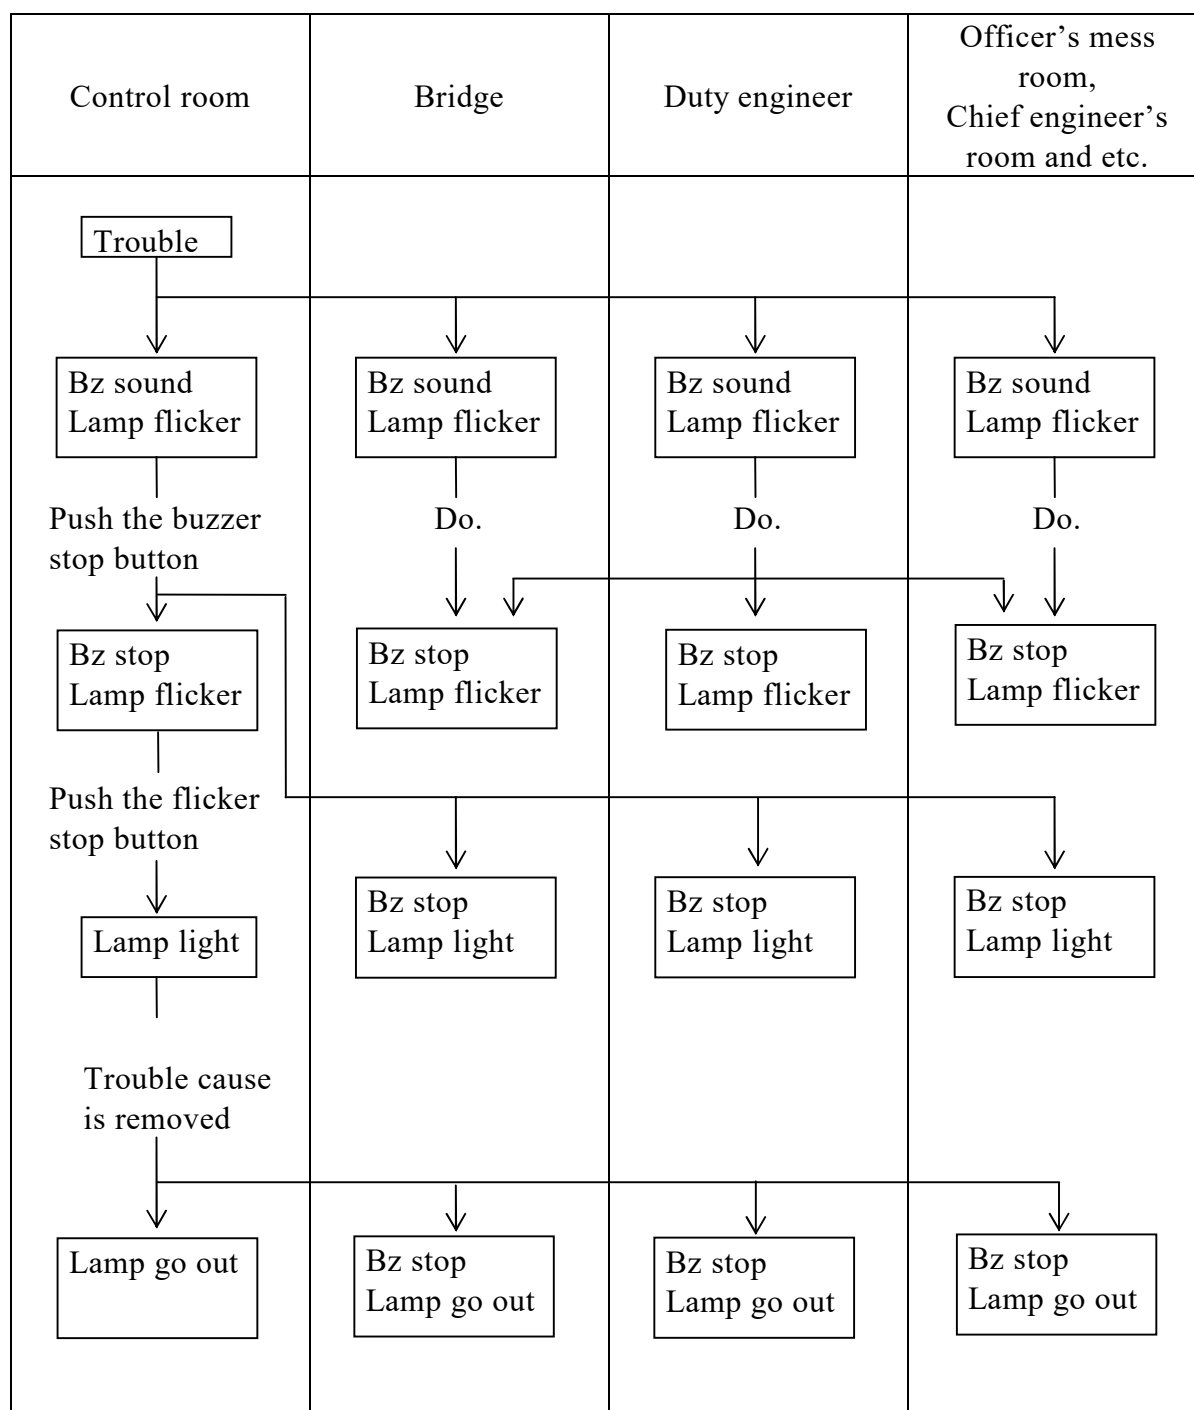 Control room
Bridge
Duty engineer
Officer’s mess
room,
Chief engineer’s
room and etc.
Trouble
Bz sound
Lamp flicker
Bz sound
Lamp flicker
Bz sound
Lamp flicker
Bz sound
Lamp flicker
Push the buzzer
stop button
Do.
Do.
Do.
Bz stop
Lamp flicker
Bz stop
Lamp flicker
Bz stop
Lamp flicker
Bz stop
Lamp flicker
Push the flicker
stop button
Lamp light
Bz stop
Lamp light
Bz stop
Lamp light
Bz stop
Lamp light
Trouble cause
is removed
Lamp go out
Bz stop
Lamp go out
Bz stop
Lamp go out
Bz stop
Lamp go out